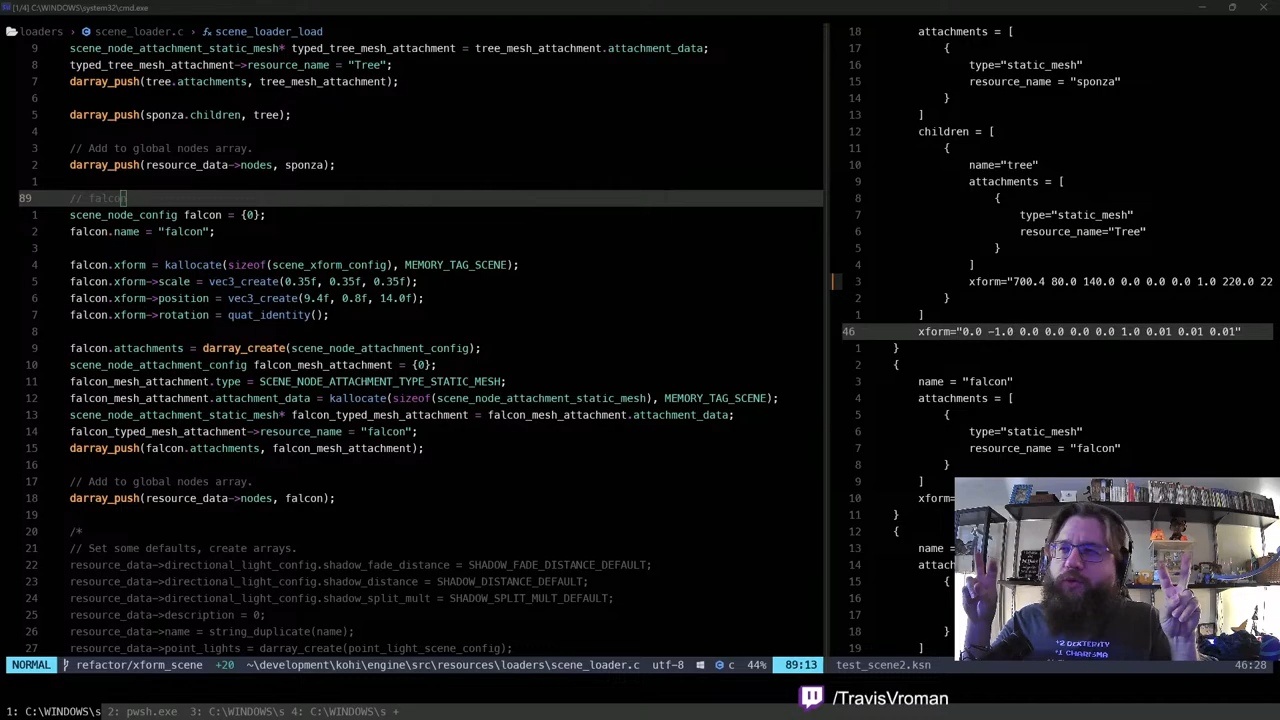 [1/4] C:\WINDOWS\system32\cmd.exe
loaders > C scene_loader.c > fx scene_loader_load
9 scene_node_attachment_static_mesh* typed_tree_mesh_attachment = tree_mesh_attachment.attachment_data;
8 typed_tree_mesh_attachment->resource_name = "Tree";
7 darray_push(tree.attachments, tree_mesh_attachment);
6
5 darray_push(sponza.children, tree);
4
3 // Add to global nodes array.
2 darray_push(resource_data->nodes, sponza);
1
89 // falcon
1 scene_node_config falcon = {0};
2 falcon.name = "falcon";
3
4 falcon.xform = kallocate(sizeof(scene_xform_config), MEMORY_TAG_SCENE);
5 falcon.xform->scale = vec3_create(0.35f, 0.35f, 0.35f);
6 falcon.xform->position = vec3_create(9.4f, 0.8f, 14.0f);
7 falcon.xform->rotation = quat_identity();
8
9 falcon.attachments = darray_create(scene_node_attachment_config);
10 scene_node_attachment_config falcon_mesh_attachment = {0};
11 falcon_mesh_attachment.type = SCENE_NODE_ATTACHMENT_TYPE_STATIC_MESH;
12 falcon_mesh_attachment.attachment_data = kallocate(sizeof(scene_node_attachment_static_mesh), MEMORY_TAG_SCENE);
13 scene_node_attachment_static_mesh* falcon_typed_mesh_attachment = falcon_mesh_attachment.attachment_data;
14 falcon_typed_mesh_attachment->resource_name = "falcon";
15 darray_push(falcon.attachments, falcon_mesh_attachment);
16
17 // Add to global nodes array.
18 darray_push(resource_data->nodes, falcon);
19
20 /*
21 // Set some defaults, create arrays.
22 resource_data->directional_light_config.shadow_fade_distance = SHADOW_FADE_DISTANCE_DEFAULT;
23 resource_data->directional_light_config.shadow_distance = SHADOW_DISTANCE_DEFAULT;
24 resource_data->directional_light_config.shadow_split_mult = SHADOW_SPLIT_MULT_DEFAULT;
25 resource_data->description = 0;
26 resource_data->name = string_duplicate(name);
27 resource_data->point_lights = darray_create(point_light_scene_config);
NORMAL refactor/xform_scene +20 ~\development\kohi\engine\src\resources\loaders\scene_loader.c utf-8 C c 44% 89:13
18 attachments = [
17 {
16 type="static_mesh"
15 resource_name = "sponza"
14 }
13 ]
12 children = [
11 {
10 name="tree"
9 attachments = [
8 {
7 type="static_mesh"
6 resource_name="Tree"
5 }
4 ]
3 xform="700.4 80.0 140.0 0.0 0.0 0.0 1.0 220.0 22
2 }
1 ]
46 xform="0.0 -1.0 0.0 0.0 0.0 0.0 1.0 0.01 0.01 0.01"
1 }
2 {
3 name = "falcon"
4 attachments = [
5 {
6 type="static_mesh"
7 resource_name = "falcon"
8 }
9 ]
10 xform=
11 }
12 {
13 name =
14 attach
15 {
16
17
18 }
19 ]
test_scene2.ksn 46:28
+2 DEXTERITY
+1 CHARISMA
/TravisVroman
1: C:\WINDOWS\s 2: pwsh.exe 3: C:\WINDOWS\s 4: C:\WINDOWS\s +